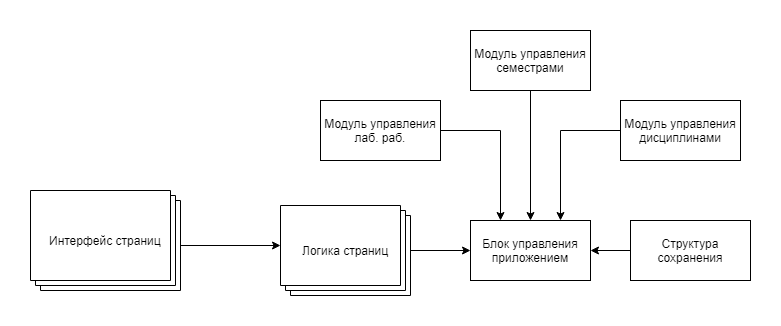 Модуль управления
семестрами
Модуль управления
лаб. раб.
Модуль управления
дисциплинами
Интерфейс страниц
Логика страниц
Блок управления
приложением
Структура
сохранения